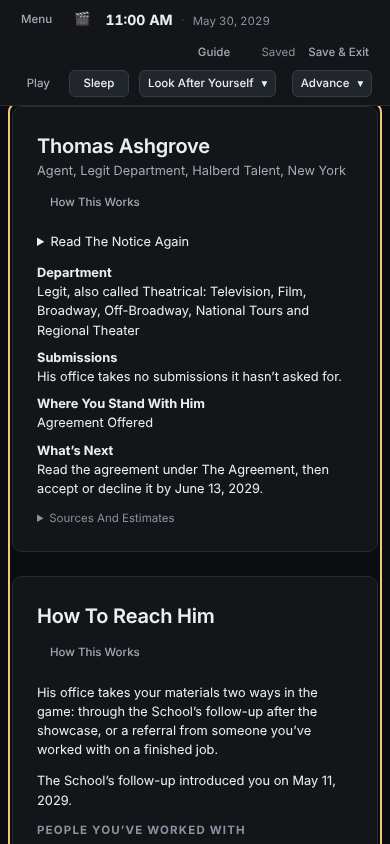 Menu 🎬 11:00 AM · May 30, 2029
Guide Saved Save & Exit
Play Sleep Look After Yourself ▾ Advance ▾
Thomas Ashgrove
Agent, Legit Department, Halberd Talent, New York
How This Works
▶ Read The Notice Again
Department
Legit, also called Theatrical: Television, Film,
Broadway, Off-Broadway, National Tours and
Regional Theater
Submissions
His office takes no submissions it hasn’t asked for.
Where You Stand With Him
Agreement Offered
What’s Next
Read the agreement under The Agreement, then
accept or decline it by June 13, 2029.
▶ Sources And Estimates
How To Reach Him
How This Works
His office takes your materials two ways in the
game: through the School’s follow-up after the
showcase, or a referral from someone you’ve
worked with on a finished job.
The School’s follow-up introduced you on May 11,
2029.
PEOPLE YOU’VE WORKED WITH